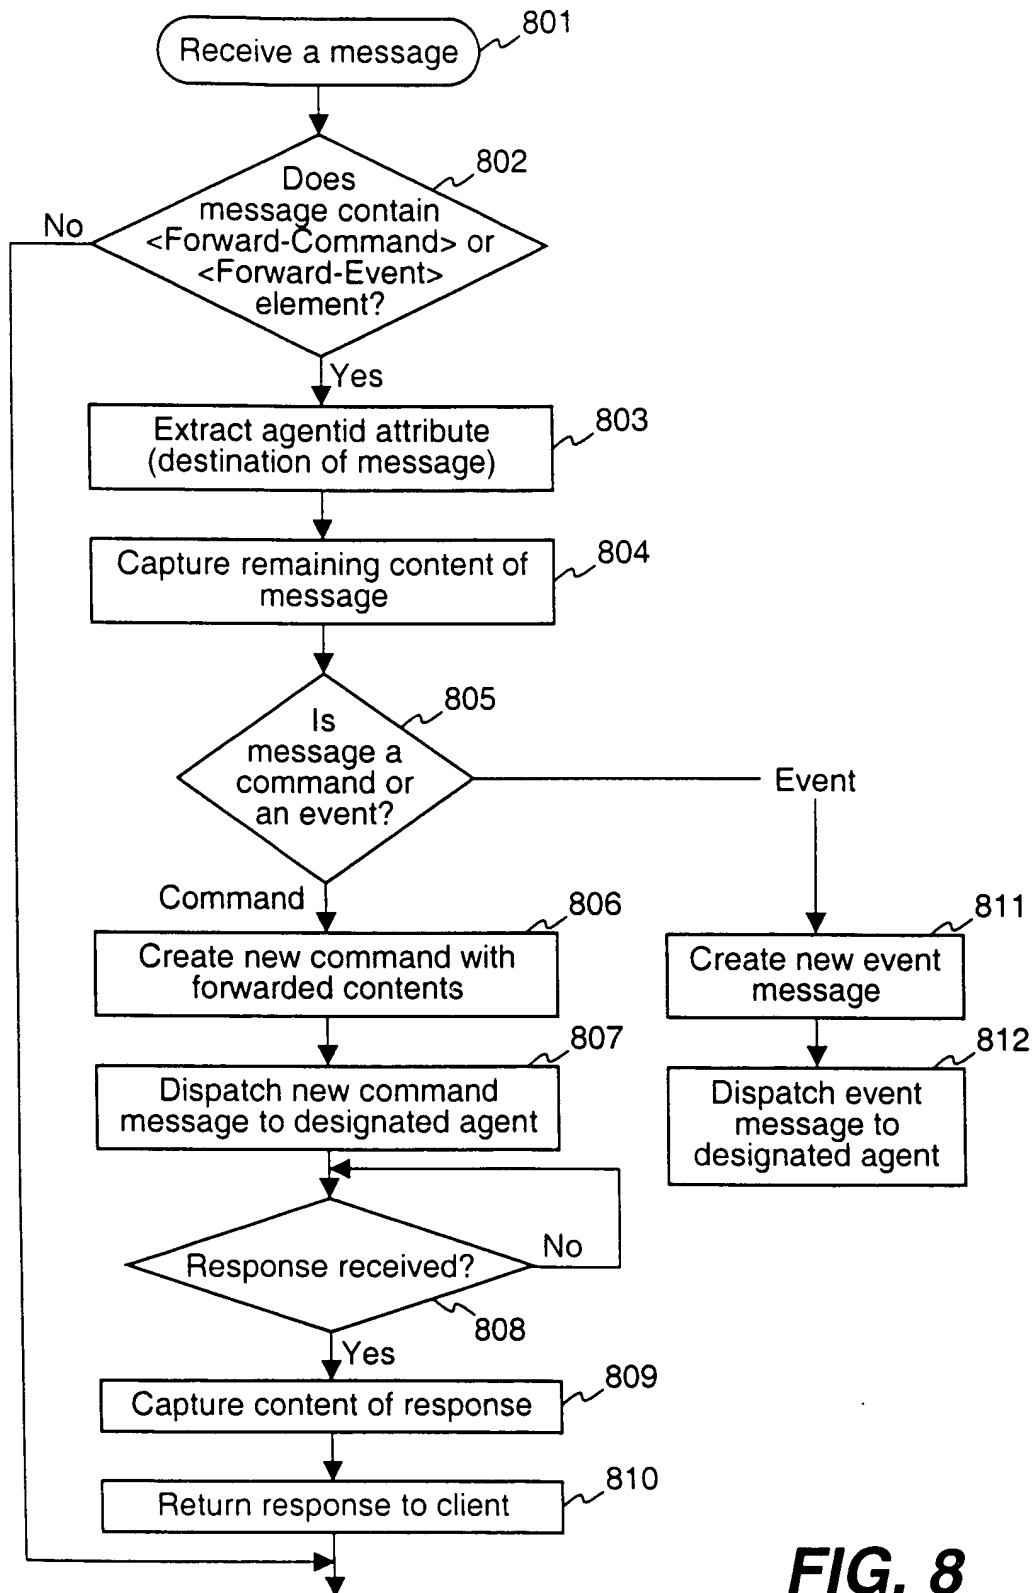 Receive a message
801
Does
message contain
<Forward-Command> or
<Forward-Event>
element?
802
No
Yes
Extract agentid attribute
(destination of message)
803
Capture remaining content of
message
804
Is
message a
command or
an event?
805
Event
Command
Create new command with
forwarded contents
806
Create new event
message
811
Dispatch new command
message to designated agent
807
Dispatch event
message to
designated agent
812
Response received?
No
808
Yes
Capture content of response
809
Return response to client
810
FIG. 8